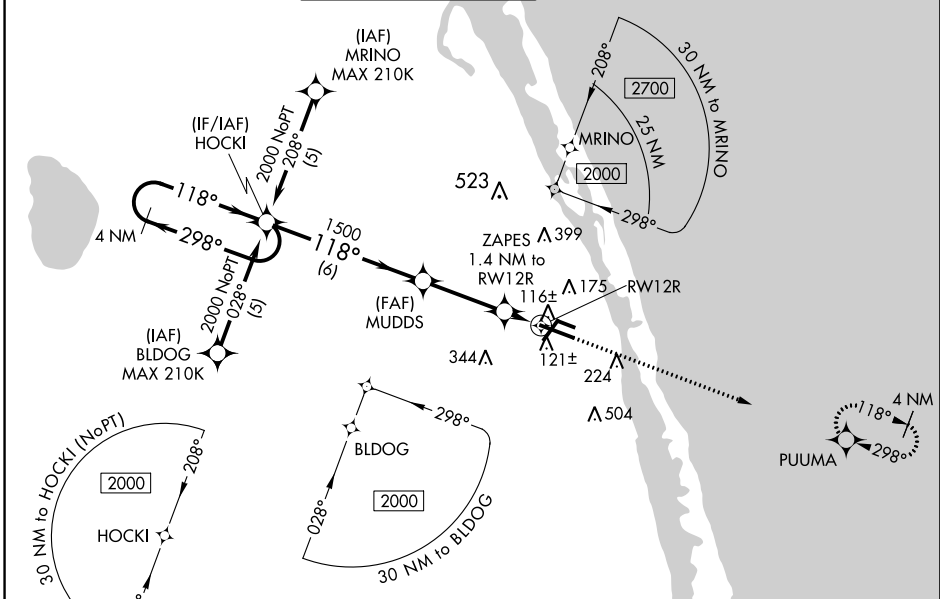 (IAF)
MRINO
MAX 210K
(IF/IAF)
HOCKI
2000 NoPT
208°
(5)
118°
298°
4 NM
1500
118°
(6)
2000 NoPT
028°
(5)
(IAF)
BLDOG
MAX 210K
(FAF)
MUDDS
ZAPES
1.4 NM to
RW12R
523
399
175
RW12R
116±
121±
344
224
504
208°
30 NM to MRINO
2700
25 NM
MRINO
2000
298°
4 NM
118°
298°
PUUMA
298°
BLDOG
2000
028°
30 NM to BLDOG
30 NM to HOCKI (NoPT)
208°
2000
HOCKI